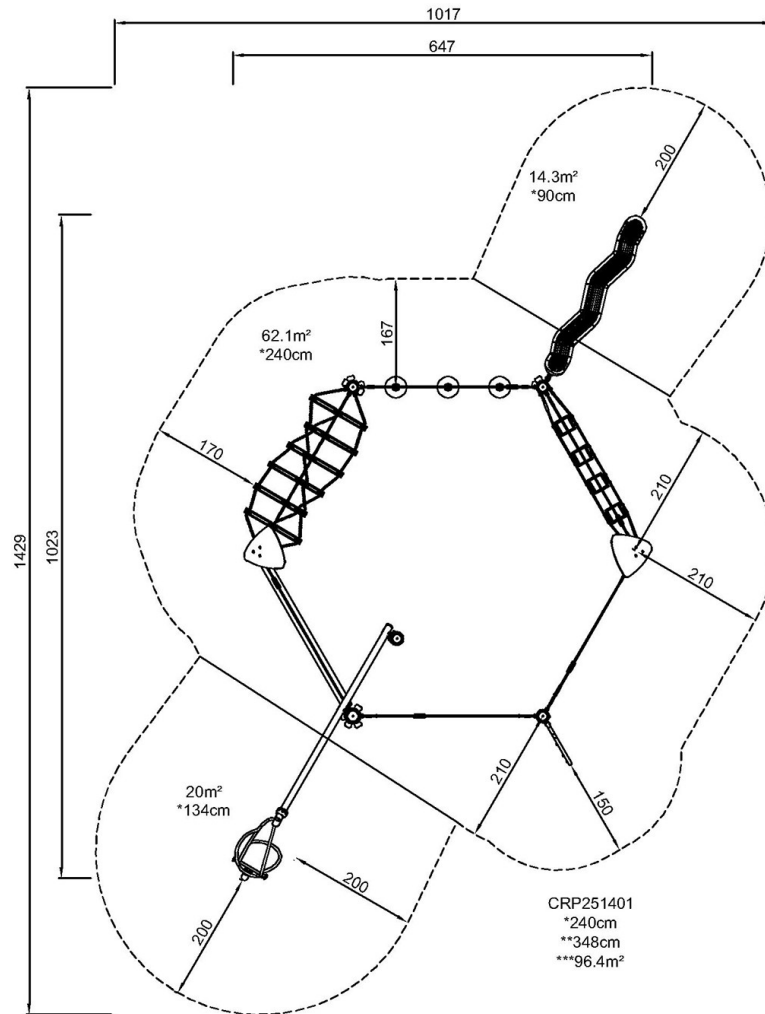 1017
647
200
14.3m²
*90cm
167
62.1m²
*240cm
170
210
210
1429
1023
210
150
20m²
*134cm
200
200
CRP251401
*240cm
**348cm
***96.4m²